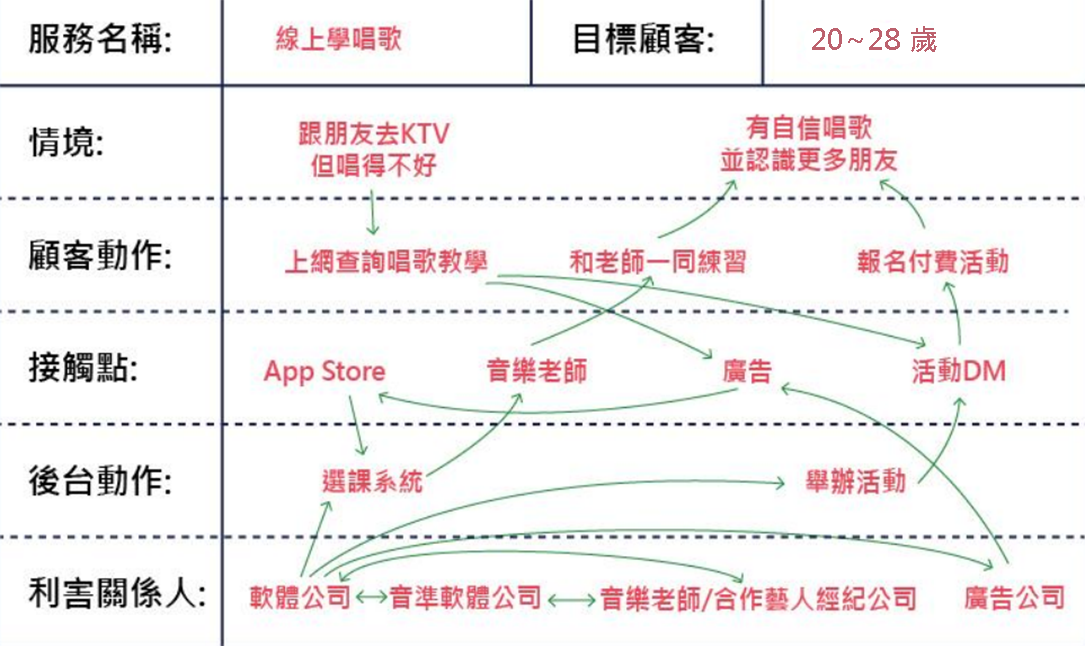 服務名稱:
線上學唱歌
目標顧客:
20~28 歲
情境:
跟朋友去KTV
但唱得不好
有自信唱歌
並認識更多朋友
顧客動作:
上網查詢唱歌教學
和老師一同練習
報名付費活動
接觸點:
App Store
音樂老師
廣告
活動DM
後台動作:
選課系統
舉辦活動
利害關係人:
軟體公司
音準軟體公司
音樂老師/合作藝人經紀公司
廣告公司